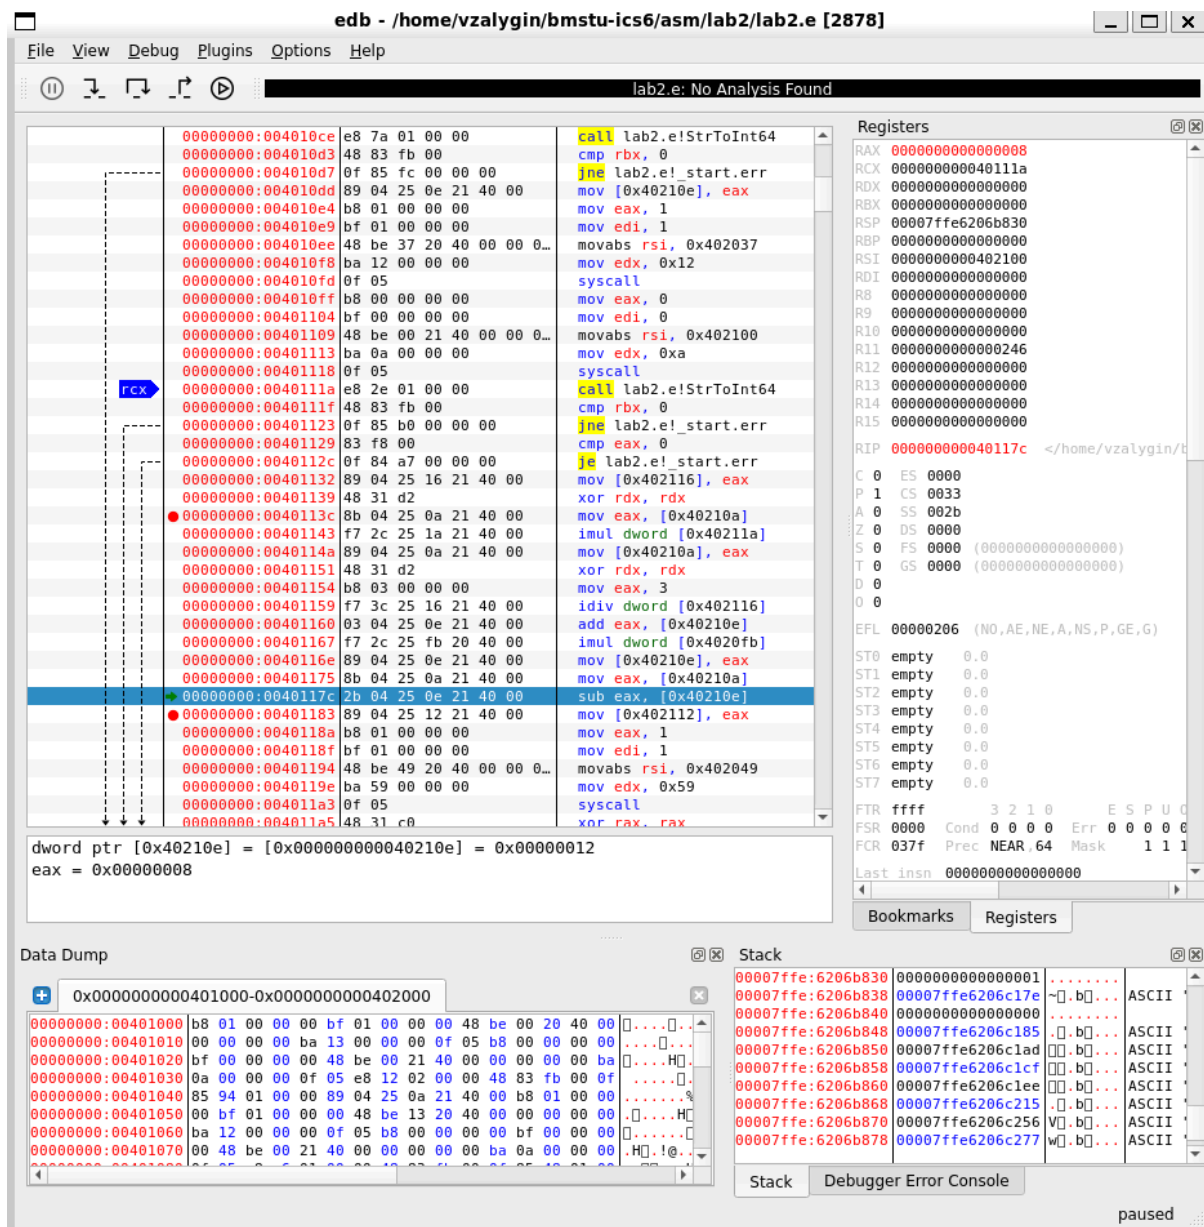 edb - /home/vzalygin/bmstu-ics6/asm/lab2/lab2.e [2878]
File View Debug Plugins Options Help
lab2.e: No Analysis Found
00000000:004010ce e8 7a 01 00 00 call lab2.e!StrToInt64
00000000:004010d3 48 83 fb 00 cmp rbx, 0
00000000:004010d7 0f 85 fc 00 00 00 jne lab2.e!_start.err
00000000:004010dd 89 04 25 0e 21 40 00 mov [0x40210e], eax
00000000:004010e4 b8 01 00 00 00 mov eax, 1
00000000:004010e9 bf 01 00 00 00 mov edi, 1
00000000:004010ee 48 be 37 20 40 00 00 0… movabs rsi, 0x402037
00000000:004010f8 ba 12 00 00 00 mov edx, 0x12
00000000:004010fd 0f 05 syscall
00000000:004010ff b8 00 00 00 00 mov eax, 0
00000000:00401104 bf 00 00 00 00 mov edi, 0
00000000:00401109 48 be 00 21 40 00 00 0… movabs rsi, 0x402100
00000000:00401113 ba 0a 00 00 00 mov edx, 0xa
00000000:00401118 0f 05 syscall
rcx 00000000:0040111a e8 2e 01 00 00 call lab2.e!StrToInt64
00000000:0040111f 48 83 fb 00 cmp rbx, 0
00000000:00401123 0f 85 b0 00 00 00 jne lab2.e!_start.err
00000000:00401129 83 f8 00 cmp eax, 0
00000000:0040112c 0f 84 a7 00 00 00 je lab2.e!_start.err
00000000:00401132 89 04 25 16 21 40 00 mov [0x402116], eax
00000000:00401139 48 31 d2 xor rdx, rdx
00000000:0040113c 8b 04 25 0a 21 40 00 mov eax, [0x40210a]
00000000:00401143 f7 2c 25 1a 21 40 00 imul dword [0x40211a]
00000000:0040114a 89 04 25 0a 21 40 00 mov [0x40210a], eax
00000000:00401151 48 31 d2 xor rdx, rdx
00000000:00401154 b8 03 00 00 00 mov eax, 3
00000000:00401159 f7 3c 25 16 21 40 00 idiv dword [0x402116]
00000000:00401160 03 04 25 0e 21 40 00 add eax, [0x40210e]
00000000:00401167 f7 2c 25 fb 20 40 00 imul dword [0x4020fb]
00000000:0040116e 89 04 25 0e 21 40 00 mov [0x40210e], eax
00000000:00401175 8b 04 25 0a 21 40 00 mov eax, [0x40210a]
00000000:0040117c 2b 04 25 0e 21 40 00 sub eax, [0x40210e]
00000000:00401183 89 04 25 12 21 40 00 mov [0x402112], eax
00000000:0040118a b8 01 00 00 00 mov eax, 1
00000000:0040118f bf 01 00 00 00 mov edi, 1
00000000:00401194 48 be 49 20 40 00 00 0… movabs rsi, 0x402049
00000000:0040119e ba 59 00 00 00 mov edx, 0x59
00000000:004011a3 0f 05 syscall
00000000:004011a5 48 31 c0 xor rax, rax
dword ptr [0x40210e] = [0x000000000040210e] = 0x00000012
eax = 0x00000008
Registers
RAX 0000000000000008
RCX 000000000040111a
RDX 0000000000000000
RBX 0000000000000000
RSP 00007ffe6206b830
RBP 0000000000000000
RSI 0000000000402100
RDI 0000000000000000
R8 0000000000000000
R9 0000000000000000
R10 0000000000000000
R11 0000000000000246
R12 0000000000000000
R13 0000000000000000
R14 0000000000000000
R15 0000000000000000
RIP 000000000040117c </home/vzalygin/b
C 0 ES 0000
P 1 CS 0033
A 0 SS 002b
Z 0 DS 0000
S 0 FS 0000 (0000000000000000)
T 0 GS 0000 (0000000000000000)
D 0
O 0
EFL 00000206 (NO,AE,NE,A,NS,P,GE,G)
ST0 empty 0.0
ST1 empty 0.0
ST2 empty 0.0
ST3 empty 0.0
ST4 empty 0.0
ST5 empty 0.0
ST6 empty 0.0
ST7 empty 0.0
FTR ffff 3 2 1 0 E S P U O
FSR 0000 Cond 0 0 0 0 Err 0 0 0 0 0
FCR 037f Prec NEAR,64 Mask 1 1 1
Last insn 0000000000000000
Bookmarks Registers
Data Dump
0x0000000000401000-0x0000000000402000
00000000:00401000 b8 01 00 00 00 bf 01 00 00 00 48 be 00 20 40 00
00000000:00401010 00 00 00 00 ba 13 00 00 00 0f 05 b8 00 00 00 00
00000000:00401020 bf 00 00 00 00 48 be 00 21 40 00 00 00 00 00 ba
00000000:00401030 0a 00 00 00 0f 05 e8 12 02 00 00 48 83 fb 00 0f
00000000:00401040 85 94 01 00 00 89 04 25 0a 21 40 00 b8 01 00 00
00000000:00401050 00 bf 01 00 00 00 48 be 13 20 40 00 00 00 00 00
00000000:00401060 ba 12 00 00 00 0f 05 b8 00 00 00 00 bf 00 00 00
00000000:00401070 00 48 be 00 21 40 00 00 00 00 00 ba 0a 00 00 00
Stack
00007ffe:6206b830 0000000000000001 ........
00007ffe:6206b838 00007ffe6206c17e ASCII
00007ffe:6206b840 0000000000000000 ........
00007ffe:6206b848 00007ffe6206c185 ASCII
00007ffe:6206b850 00007ffe6206c1ad ASCII
00007ffe:6206b858 00007ffe6206c1cf ASCII
00007ffe:6206b860 00007ffe6206c1ee ASCII
00007ffe:6206b868 00007ffe6206c215 ASCII
00007ffe:6206b870 00007ffe6206c256 ASCII
00007ffe:6206b878 00007ffe6206c277 ASCII
Stack Debugger Error Console
paused